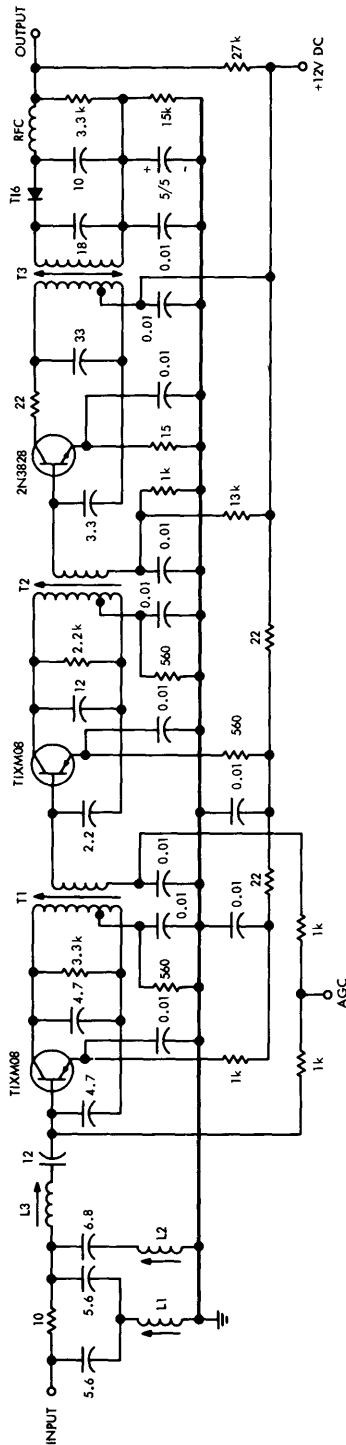 INPUT
10
5.6
5.6
L1
6.8
L2
L3
12
4.7
TIXM08
4.7
3.3k
T1
0.01
560
0.01
0.01
1k
0.01
22
1k
AGC
1k
2.2
TIXM08
12
2.2k
T2
0.01
560
0.01
0.01
560
0.01
22
1k
13k
3.3
2N3828
22
33
T3
15
0.01
0.01
18
TI6
10
RFC
3.3k
0.01
+
5/5
-
15k
27k
OUTPUT
+12V DC